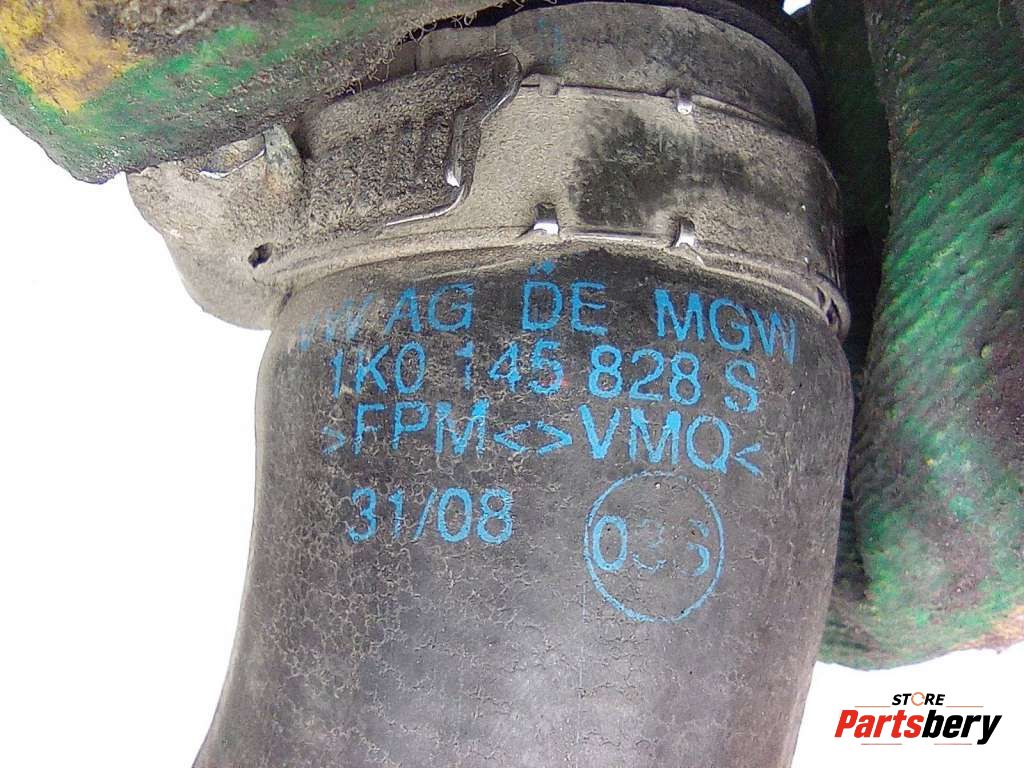 VW AG DE MGW
1K0 145 828 S
>FPM<>VMQ<
31/08
STORE
Partsbery